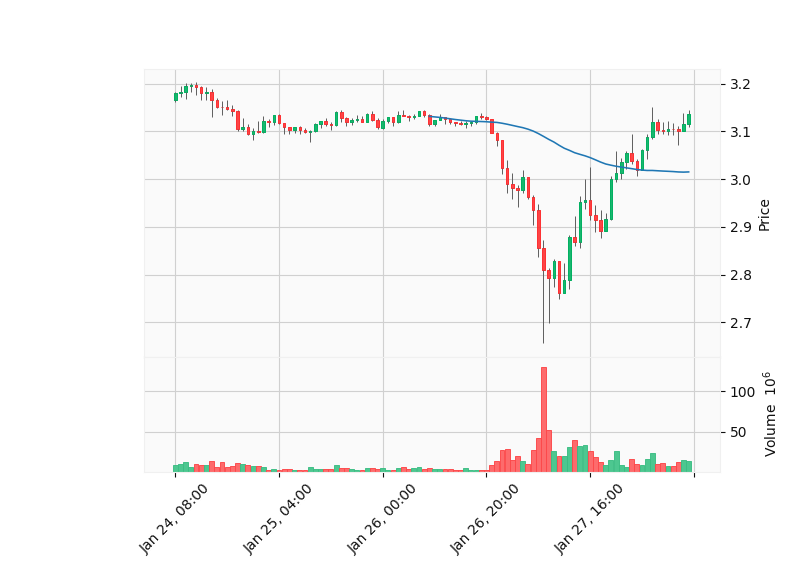 3.2
3.1
3.0
2.9
2.8
2.7
Price
100
50
Volume 10^6
Jan 24, 08:00
Jan 25, 04:00
Jan 26, 00:00
Jan 26, 20:00
Jan 27, 16:00